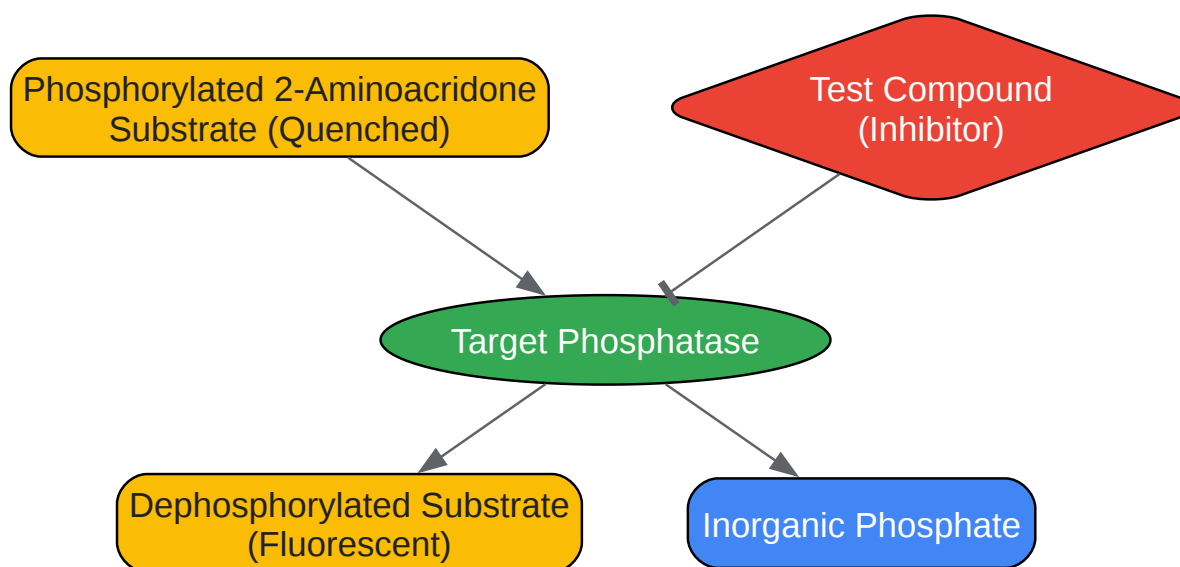 Phosphorylated 2-Aminoacridone
Substrate (Quenched)
Test Compound
(Inhibitor)
Target Phosphatase
Dephosphorylated Substrate
(Fluorescent)
Inorganic Phosphate